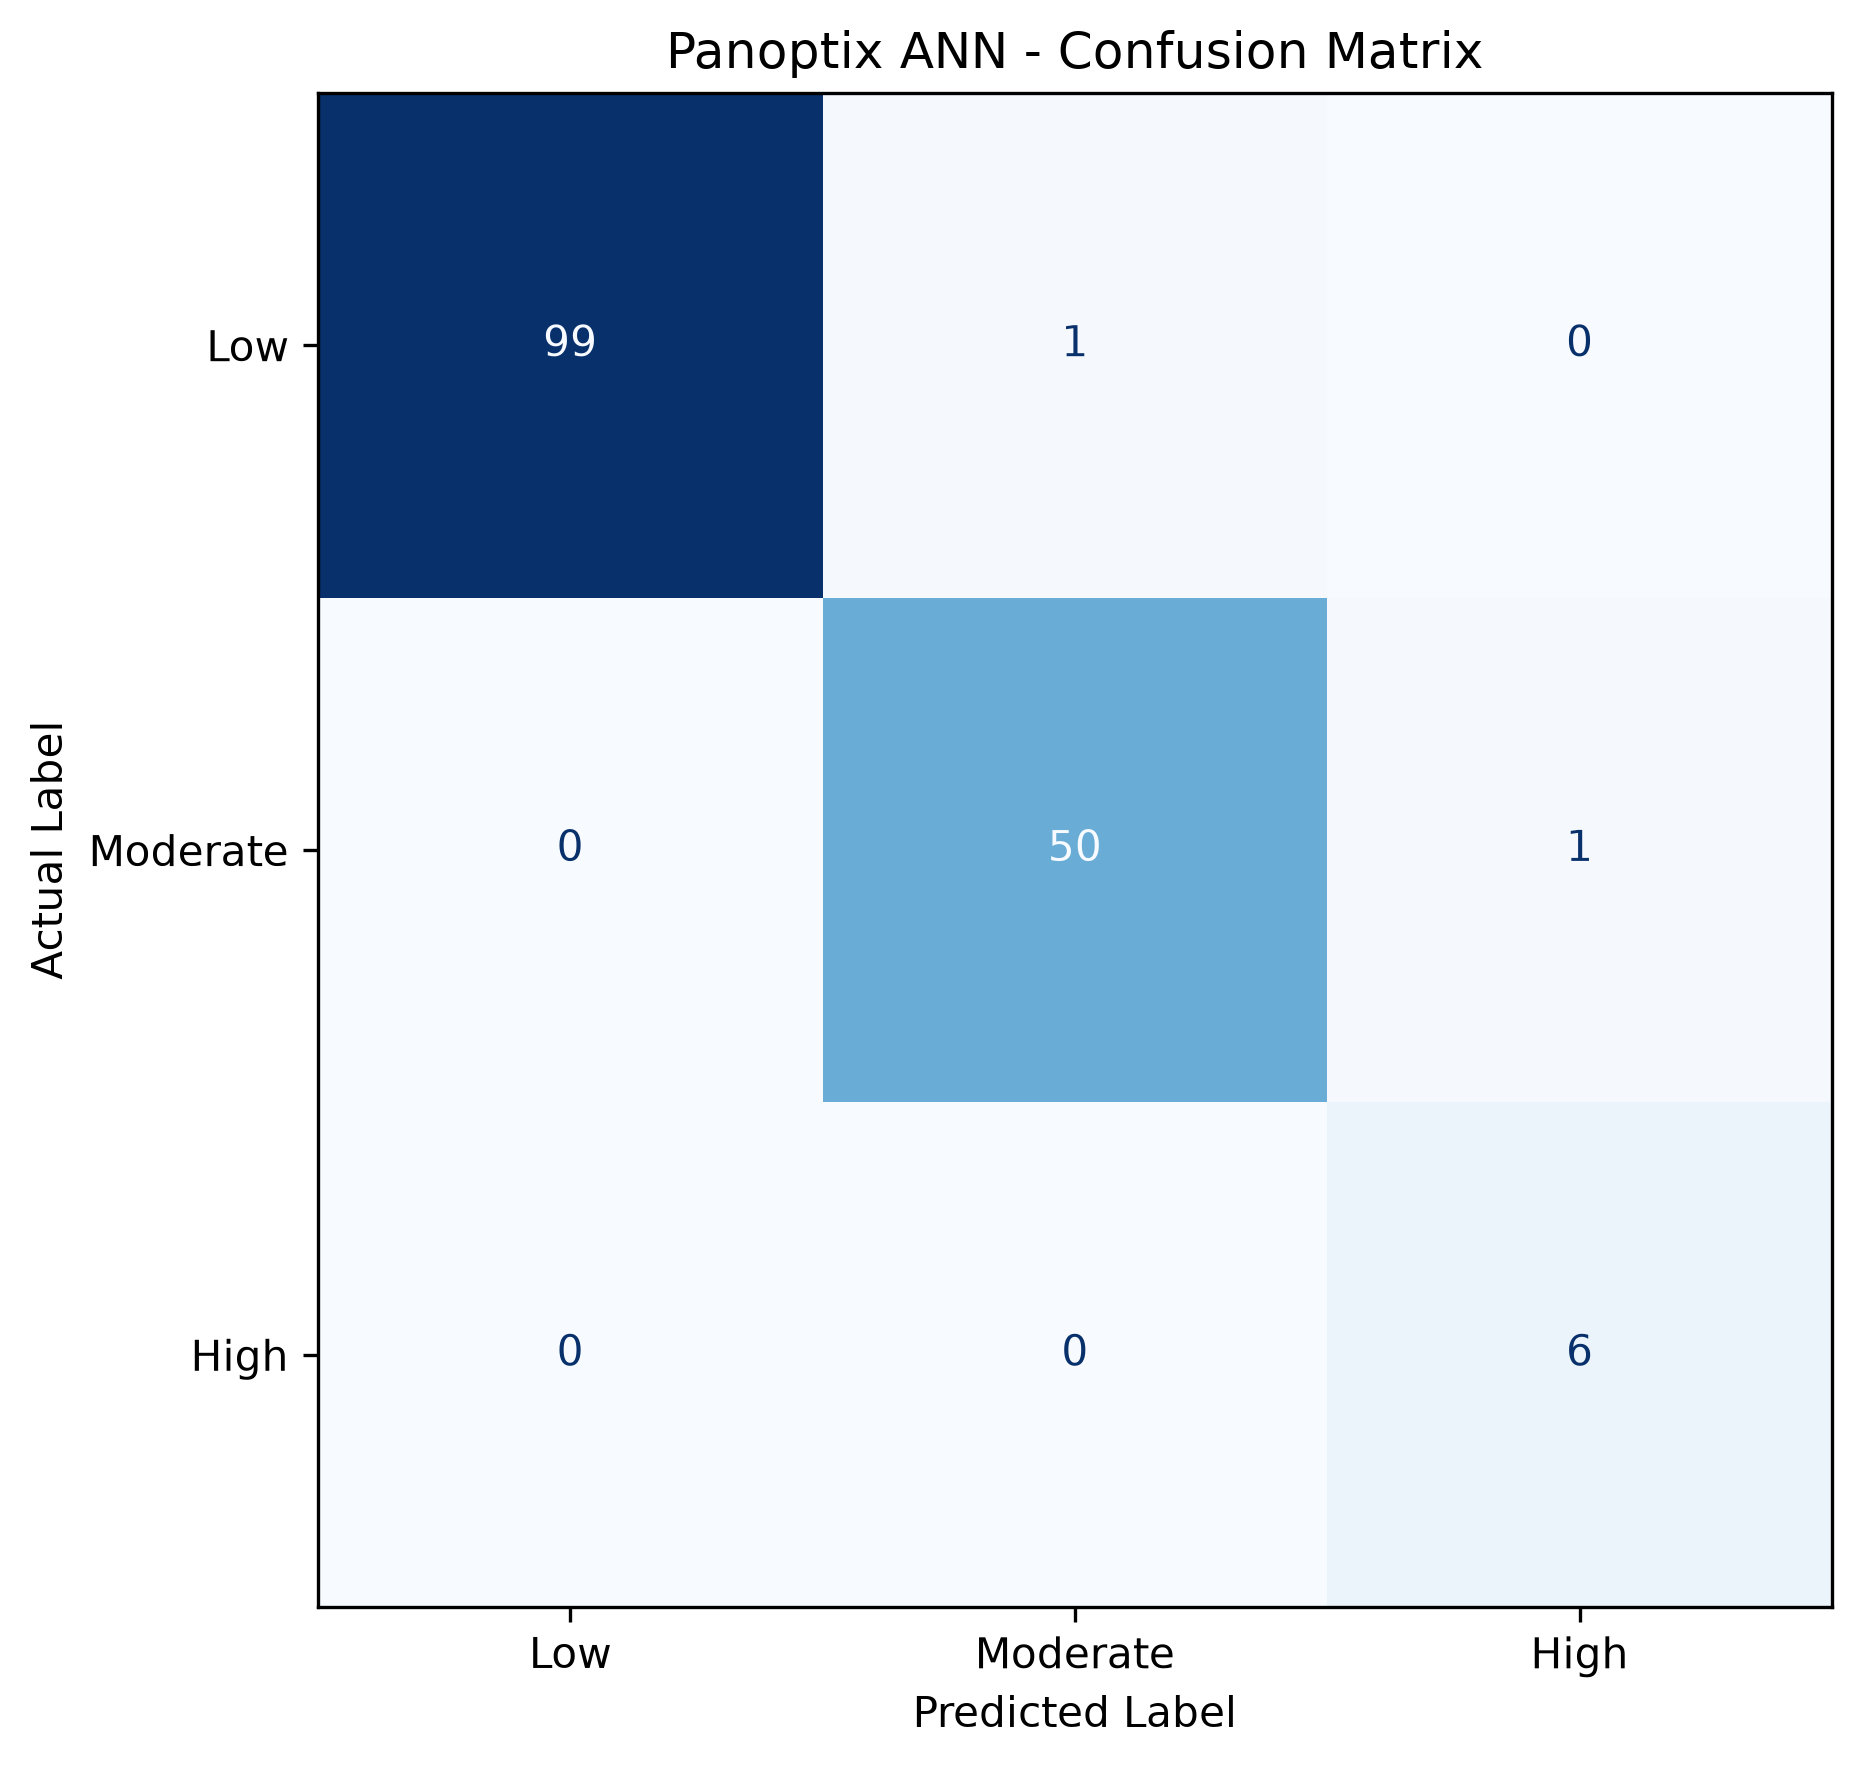 Panoptix ANN - Confusion Matrix
Low 99 1 0
Moderate 0 50 1
High 0 0 6
Low Moderate High
Predicted Label
Actual Label